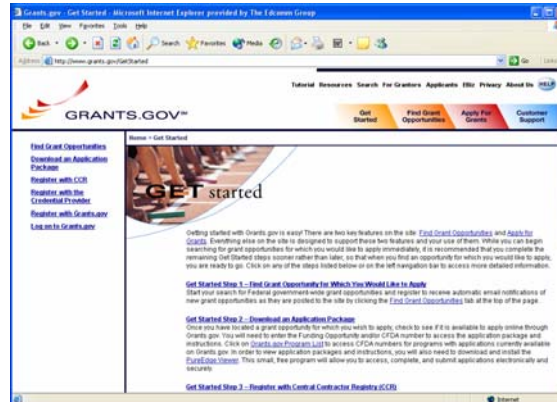 Grants.gov - Get Started - Microsoft Internet Explorer provided by The Edcomm Group
File Edit View Favorites Tools Help
Back Search Favorites Media
Address http://www.grants.gov/GetStarted Go Links
Tutorial Resources Search For Grantors Applicants EBiz Privacy About Us HELP
GRANTS.GOV℠
Get Started
Find Grant Opportunities
Apply For Grants
Customer Support
Home > Get Started
Find Grant Opportunities
Download an Application
Package
Register with CCR
Register with the
Credential Provider
Register with Grants.gov
Log on to Grants.gov
GET started
Getting started with Grants.gov is easy! There are two key features on the site: Find Grant Opportunities and Apply for
Grants. Everything else on the site is designed to support these two features and your use of them. While you can begin
searching for grant opportunities for which you would like to apply immediately, it is recommended that you complete the
remaining Get Started steps sooner rather than later, so that when you find an opportunity for which you would like to apply,
you are ready to go. Click on any of the steps listed below or on the left navigation bar to access more detailed information.
Get Started Step 1 – Find Grant Opportunity for Which You Would Like to Apply
Start your search for Federal government-wide grant opportunities and register to receive automatic email notifications of
new grant opportunities as they are posted to the site by clicking the Find Grant Opportunities tab at the top of the page.
Get Started Step 2 – Download an Application Package
Once you have located a grant opportunity for which you wish to apply, check to see if it is available to apply online through
Grants.gov. You will need to enter the Funding Opportunity and/or CFDA number to access the application package and
instructions. Click on Grants.gov Program List to access CFDA numbers for programs with applications currently available
on Grants.gov. In order to view application packages and instructions, you will also need to download and install the
PureEdge Viewer. This small, free program will allow you to access, complete, and submit applications electronically and
securely.
Get Started Step 3 – Register with Central Contractor Registry (CCR)
Internet